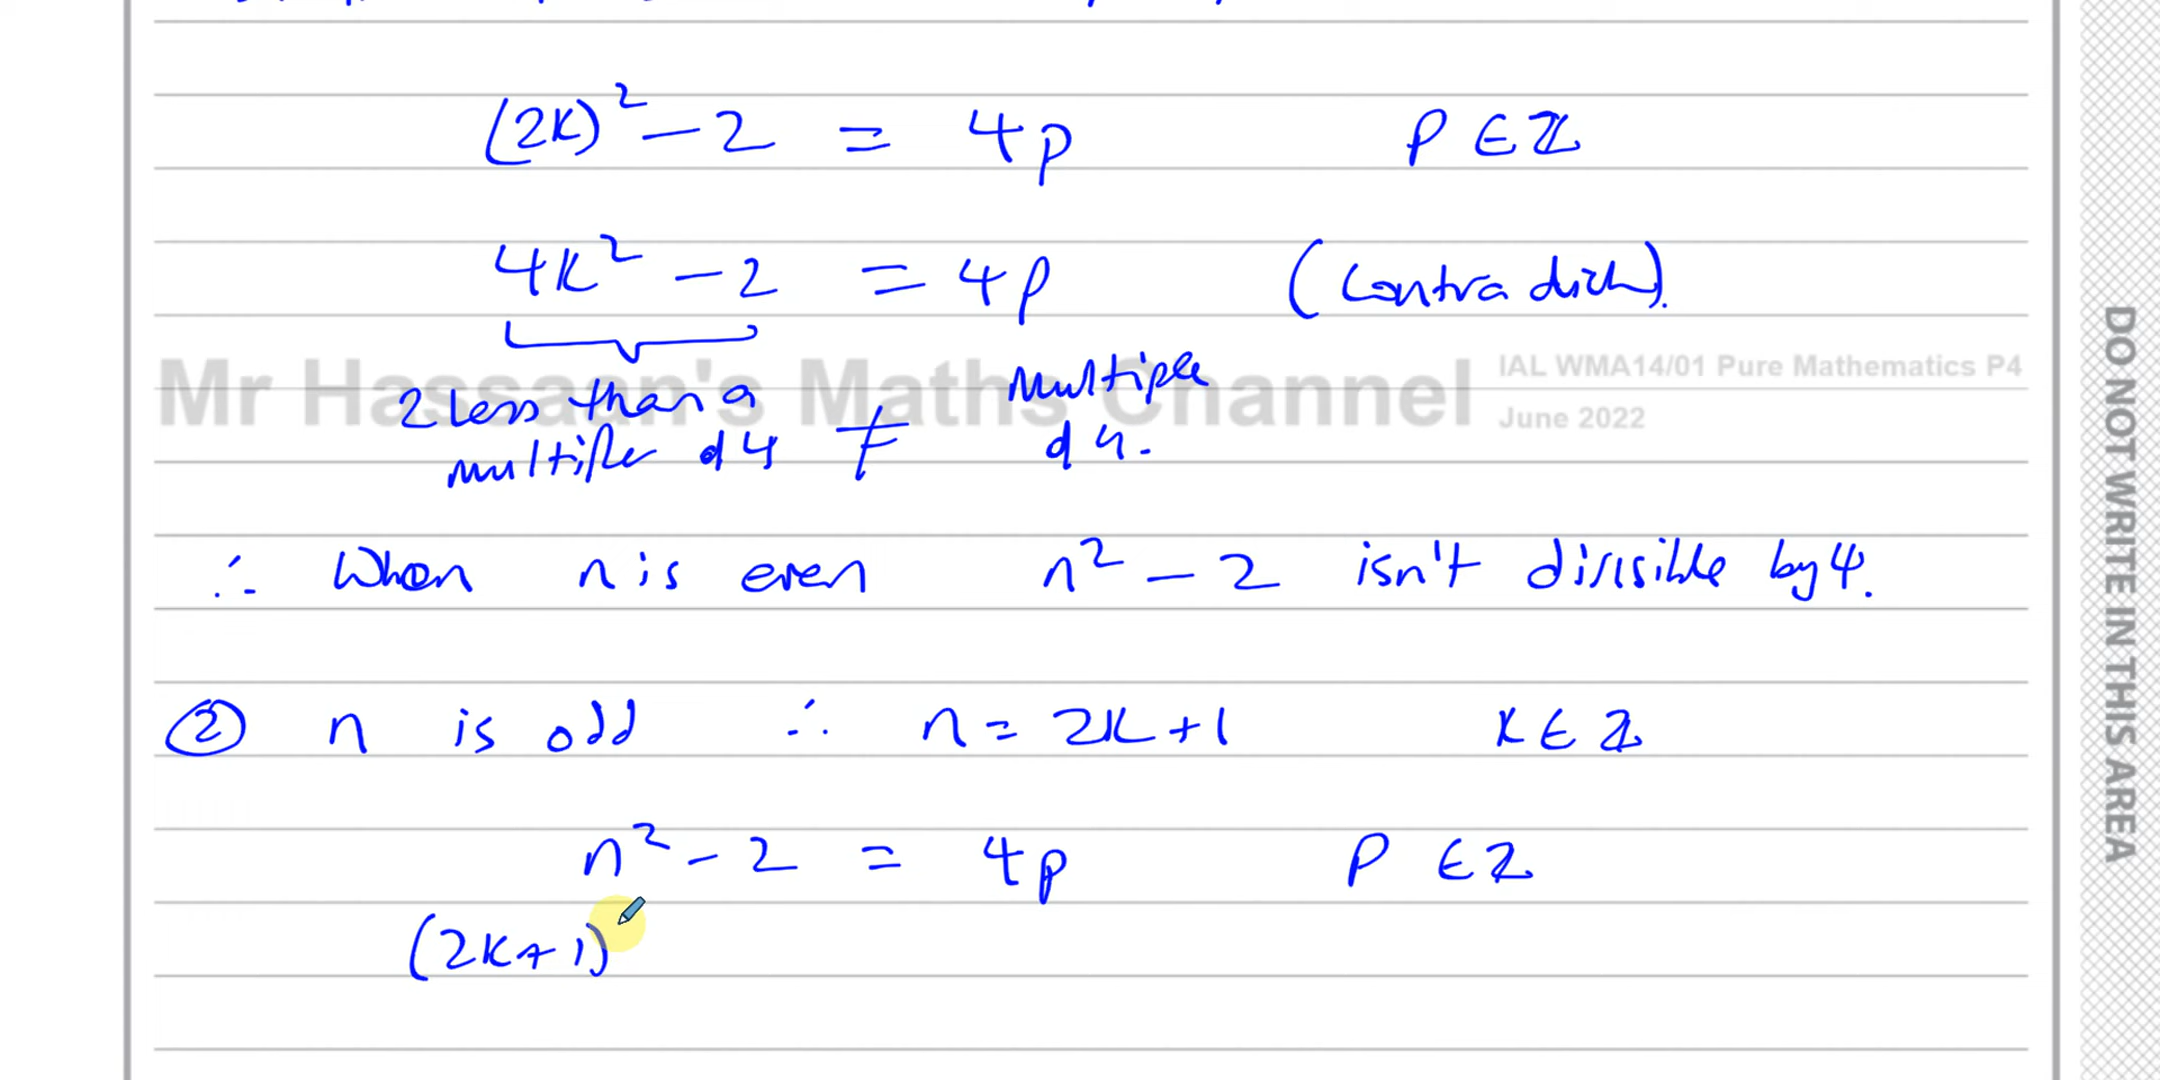 (2k)² - 2 = 4p P ∈ ℤ
4k² - 2 = 4p (Contradich).
Mr Hassaan's Maths Channel
IAL WMA14/01 Pure Mathematics P4
June 2022
2 less than a multiple of 4 ≠ Multiple of 4.
∴ When n is even n² - 2 isn't divisible by 4.
② n is odd ∴ n = 2k+1 K ∈ ℤ
n² - 2 = 4p P ∈ ℤ
(2k+1)
DO NOT WRITE IN THIS AREA